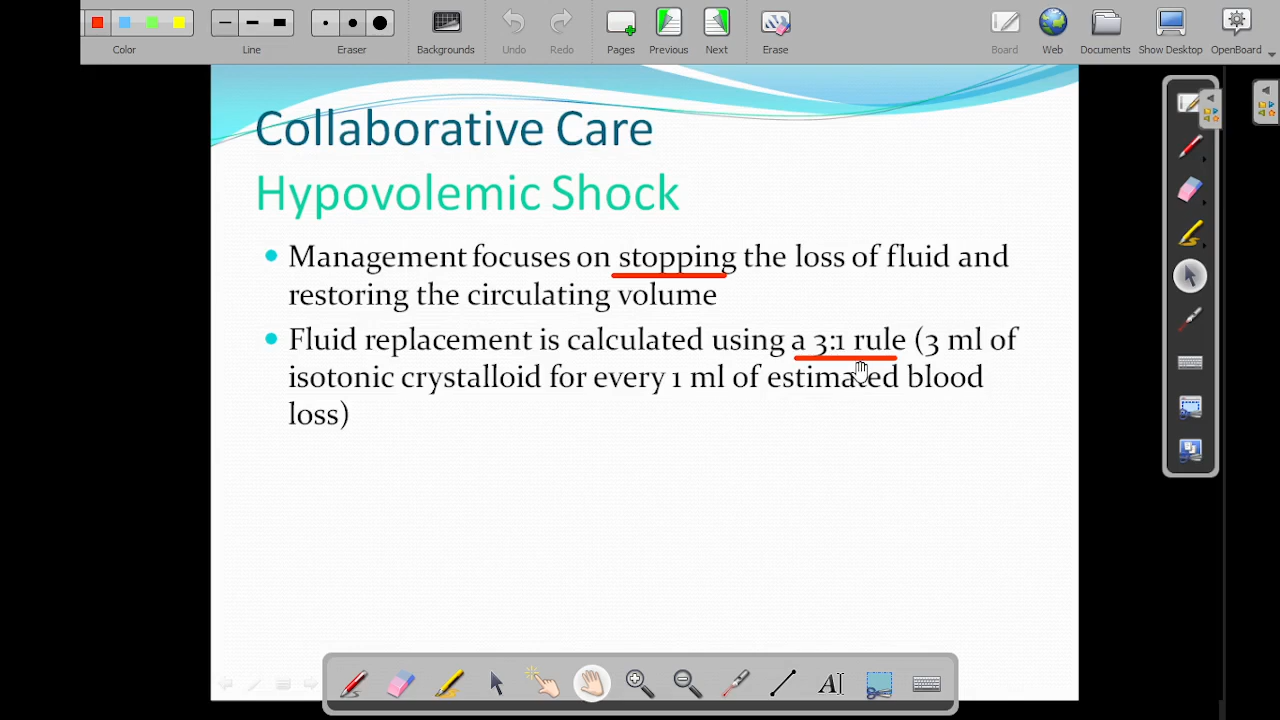 Color
Line
Eraser
Backgrounds
Undo
Redo
Pages
Previous
Next
Erase
Board
Web
Documents
Show Desktop
OpenBoard
Collaborative Care
Hypovolemic Shock
Management focuses on stopping the loss of fluid and
restoring the circulating volume
Fluid replacement is calculated using a 3:1 rule (3 ml of
isotonic crystalloid for every 1 ml of estimated blood
loss)